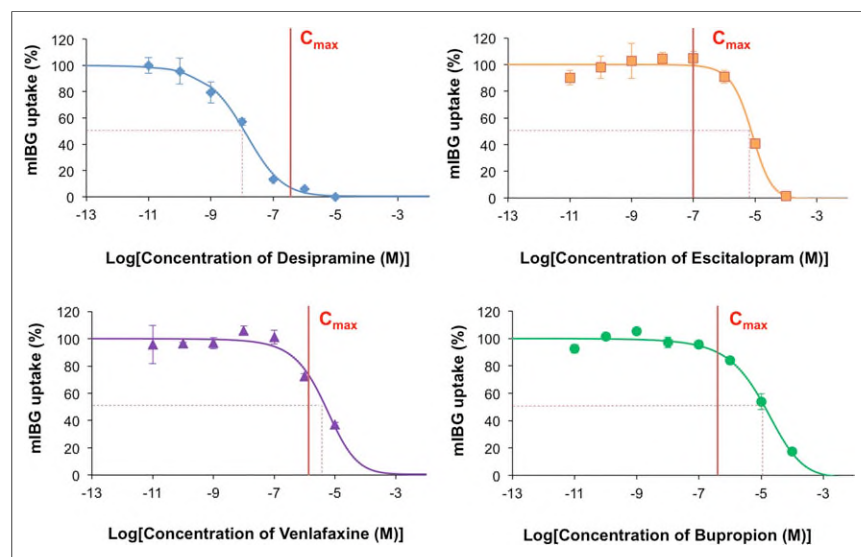 C_max
mIBG uptake (%)
120
100
80
60
40
20
0
-13 -11 -9 -7 -5 -3
Log[Concentration of Desipramine (M)]
C_max
mIBG uptake (%)
120
100
80
60
40
20
0
-13 -11 -9 -7 -5 -3
Log[Concentration of Escitalopram (M)]
C_max
mIBG uptake (%)
120
100
80
60
40
20
0
-13 -11 -9 -7 -5 -3
Log[Concentration of Venlafaxine (M)]
C_max
mIBG uptake (%)
120
100
80
60
40
20
0
-13 -11 -9 -7 -5 -3
Log[Concentration of Bupropion (M)]